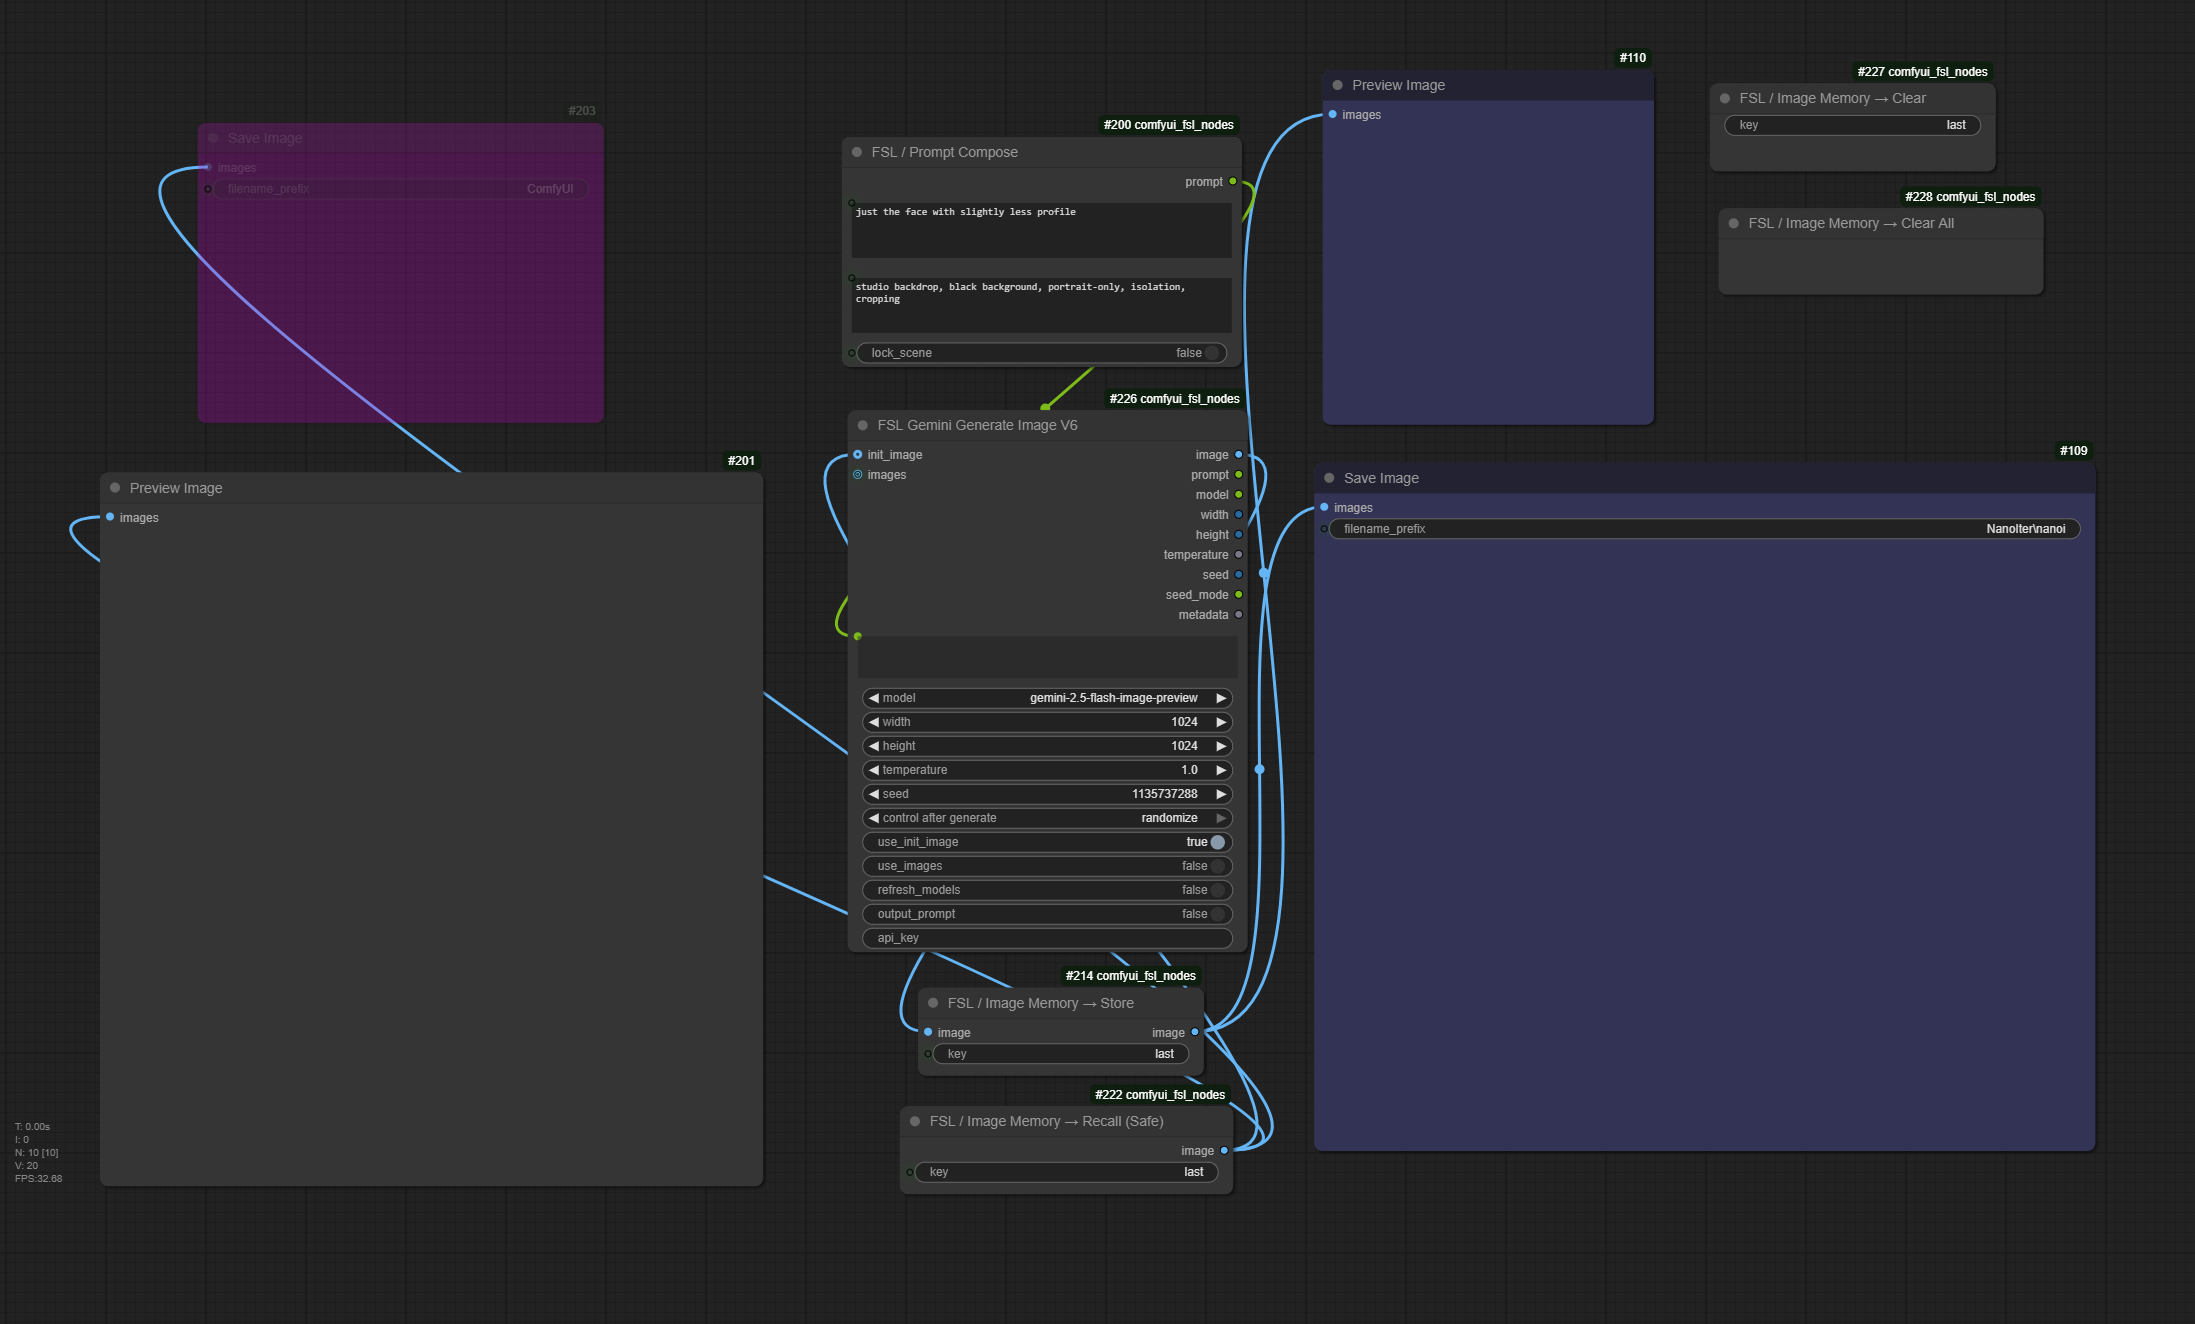 #203
Save Image
images
filename_prefix
ComfyUI
#201
Preview Image
images
#200 comfyui_fsl_nodes
FSL / Prompt Compose
prompt
just the face with slightly less profile
studio backdrop, black background, portrait-only, isolation,
cropping
lock_scene
false
#226 comfyui_fsl_nodes
FSL Gemini Generate Image V6
init_image
image
images
prompt
model
width
height
temperature
seed
seed_mode
metadata
model
gemini-2.5-flash-image-preview
width
1024
height
1024
temperature
1.0
seed
1135737288
control after generate
randomize
use_init_image
true
use_images
false
refresh_models
false
output_prompt
false
api_key
#214 comfyui_fsl_nodes
FSL / Image Memory → Store
image
image
key
last
#222 comfyui_fsl_nodes
FSL / Image Memory → Recall (Safe)
image
key
last
#110
Preview Image
images
#227 comfyui_fsl_nodes
FSL / Image Memory → Clear
key
last
#228 comfyui_fsl_nodes
FSL / Image Memory → Clear All
#109
Save Image
images
filename_prefix
NanoIter\nanoi
T: 0.00s
I: 0
N: 10 [10]
V: 20
FPS:32.68